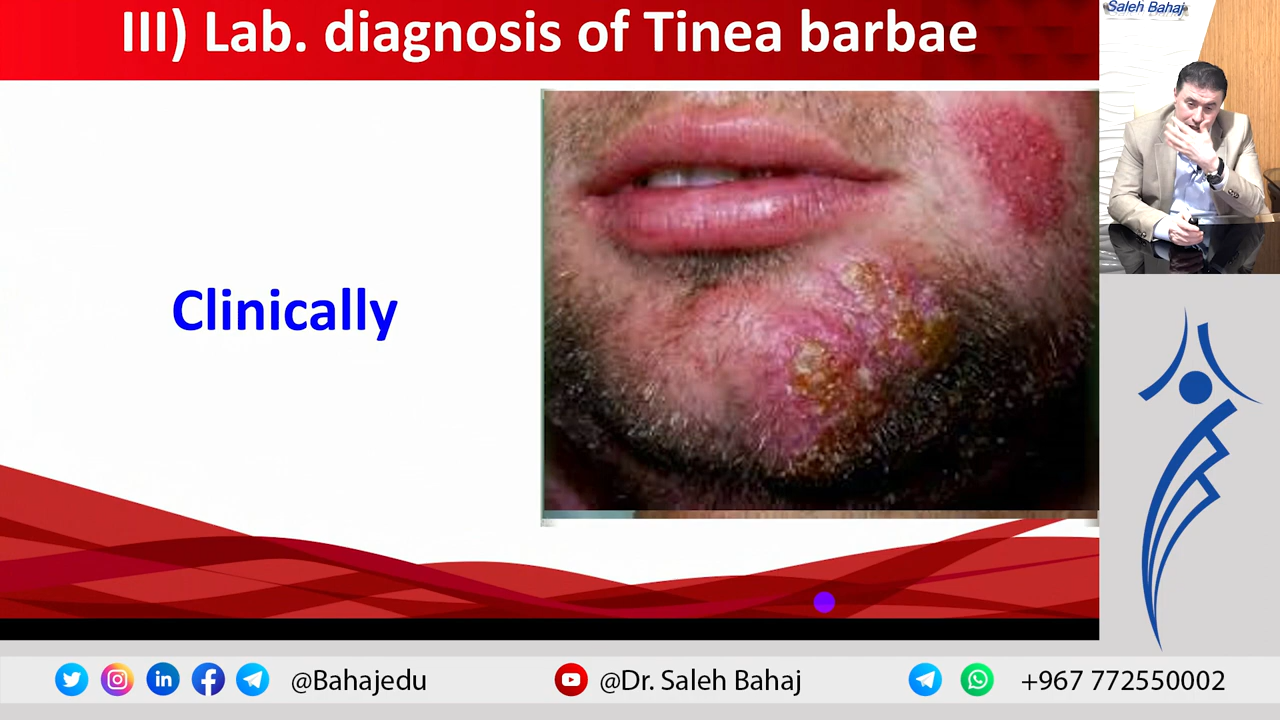 III) Lab. diagnosis of Tinea barbae
Saleh Bahaj
Clinically
@Bahajedu
@Dr. Saleh Bahaj
+967 772550002